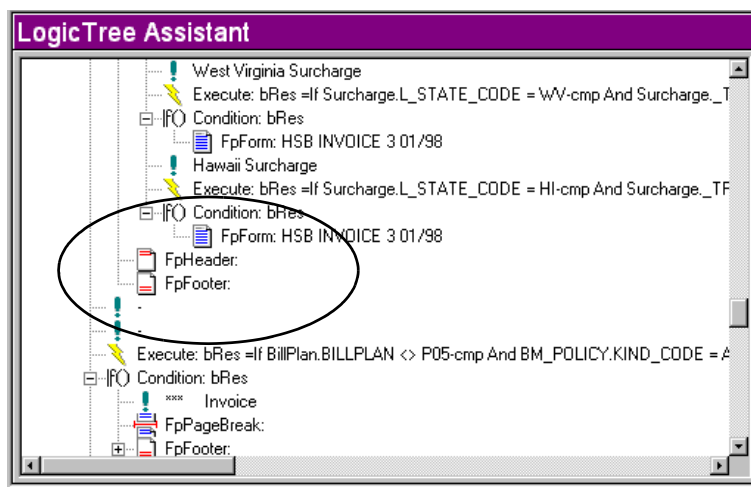 LogicTree Assistant
West Virginia Surcharge
Execute: bRes =If Surcharge.L_STATE_CODE = WV-cmp And Surcharge._T
If() Condition: bRes
FpForm: HSB INVOICE 3 01/98
Hawaii Surcharge
Execute: bRes =If Surcharge.L_STATE_CODE = HI-cmp And Surcharge._TF
If() Condition: bRes
FpForm: HSB INVOICE 3 01/98
FpHeader:
FpFooter:
-
-
Execute: bRes =If BillPlan.BILLPLAN <> P05-cmp And BM_POLICY.KIND_CODE = A
If() Condition: bRes
*** Invoice
FpPageBreak:
FpFooter: